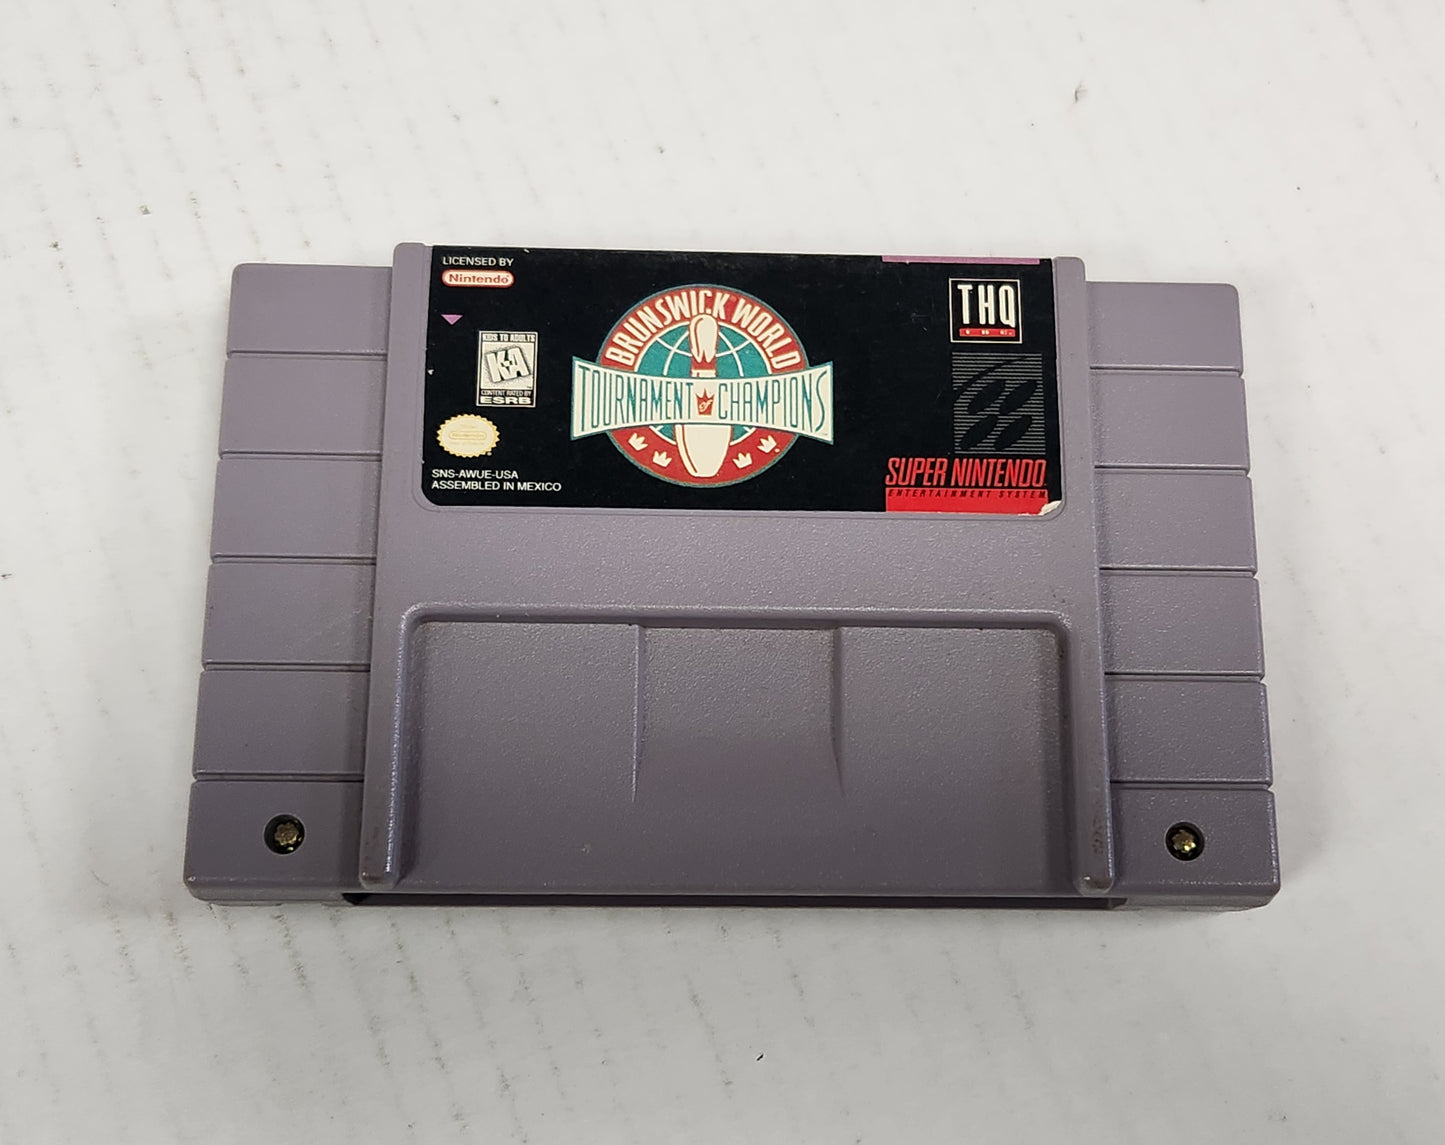 LICENSED BY
Nintendo
KIDS TO ADULTS
K-A
CONTENT RATED BY
ESRB
Nintendo
SNS-AWUE-USA
ASSEMBLED IN MEXICO
BRUNSWICK WORLD
TOURNAMENT of CHAMPIONS
THQ
SUPER NINTENDO
ENTERTAINMENT SYSTEM